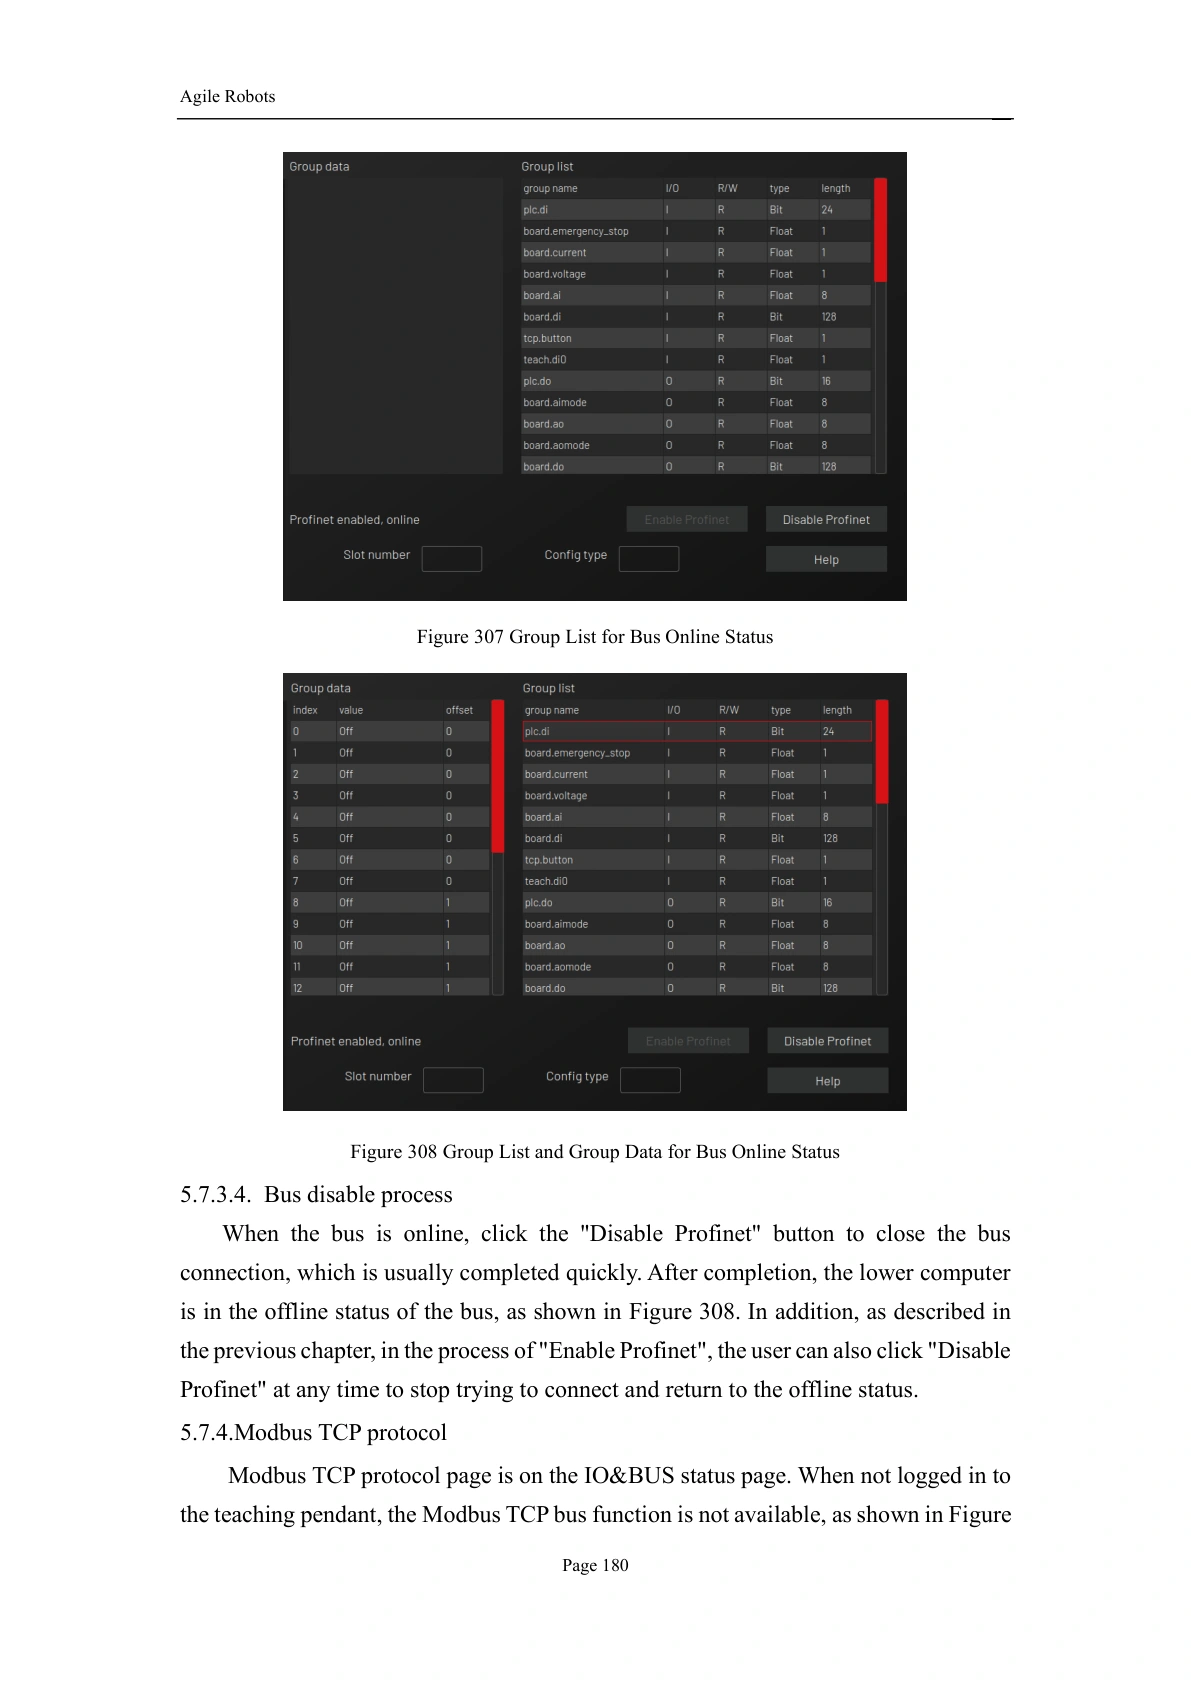 Agile Robots
Group data
Group list
group name I/O R/W type length
plc.di I R Bit 24
board.emergency_stop I R Float 1
board.current I R Float 1
board.voltage I R Float 1
board.ai I R Float 8
board.di I R Bit 128
tcp.button I R Float 1
teach.di0 I R Float 1
plc.do O R Bit 16
board.aimode O R Float 8
board.ao O R Float 8
board.aomode O R Float 8
board.do O R Bit 128
Profinet enabled, online
Enable Profinet
Disable Profinet
Slot number
Config type
Help
Figure 307 Group List for Bus Online Status
Group data
index value offset
0 Off 0
1 Off 0
2 Off 0
3 Off 0
4 Off 0
5 Off 0
6 Off 0
7 Off 0
8 Off 1
9 Off 1
10 Off 1
11 Off 1
12 Off 1
Group list
group name I/O R/W type length
plc.di I R Bit 24
board.emergency_stop I R Float 1
board.current I R Float 1
board.voltage I R Float 1
board.ai I R Float 8
board.di I R Bit 128
tcp.button I R Float 1
teach.di0 I R Float 1
plc.do O R Bit 16
board.aimode O R Float 8
board.ao O R Float 8
board.aomode O R Float 8
board.do O R Bit 128
Profinet enabled, online
Enable Profinet
Disable Profinet
Slot number
Config type
Help
Figure 308 Group List and Group Data for Bus Online Status
5.7.3.4. Bus disable process
When the bus is online, click the "Disable Profinet" button to close the bus
connection, which is usually completed quickly. After completion, the lower computer
is in the offline status of the bus, as shown in Figure 308. In addition, as described in
the previous chapter, in the process of "Enable Profinet", the user can also click "Disable
Profinet" at any time to stop trying to connect and return to the offline status.
5.7.4.Modbus TCP protocol
Modbus TCP protocol page is on the IO&BUS status page. When not logged in to
the teaching pendant, the Modbus TCP bus function is not available, as shown in Figure
Page 180